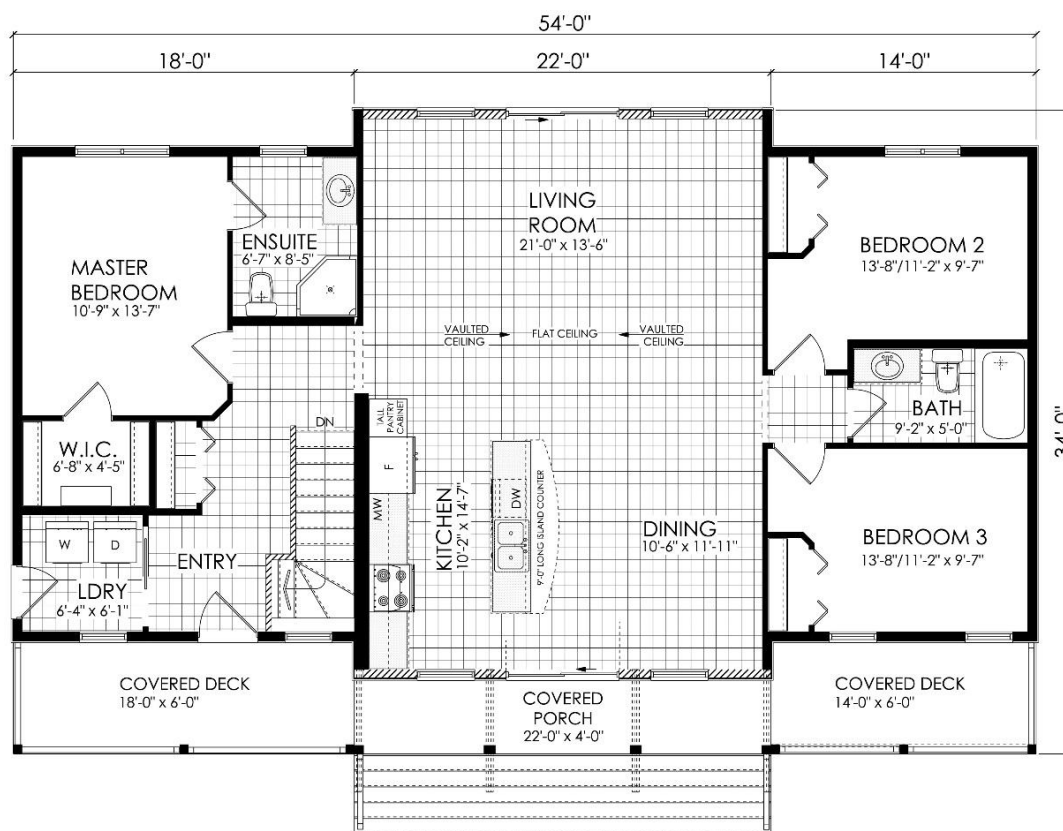 54'-0"
18'-0"
22'-0"
14'-0"
LIVING
ROOM
21'-0" x 13'-6"
ENSUITE
6'-7" x 8'-5"
BEDROOM 2
13'-8"/11'-2" x 9'-7"
MASTER
BEDROOM
10'-9" x 13'-7"
VAULTED
CEILING
FLAT CEILING
VAULTED
CEILING
BATH
9'-2" x 5'-0"
34'-0"
TALL
PANTRY
CABINET
DN
W.I.C.
6'-8" x 4'-5"
F
MW
KITCHEN
10'-2" x 14'-7"
DW
9'-0" LONG ISLAND COUNTER
DINING
10'-6" x 11'-11"
BEDROOM 3
13'-8"/11'-2" x 9'-7"
W
D
ENTRY
LDRY
6'-4" x 6'-1"
COVERED DECK
18'-0" x 6'-0"
COVERED
PORCH
22'-0" x 4'-0"
COVERED DECK
14'-0" x 6'-0"